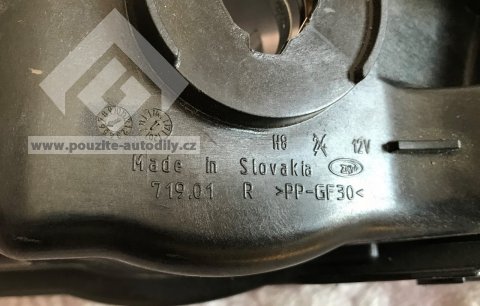 www.pouzite-autodily.cz
H8 12V
Made in Slovakia
719.01 R >PP-GF30<